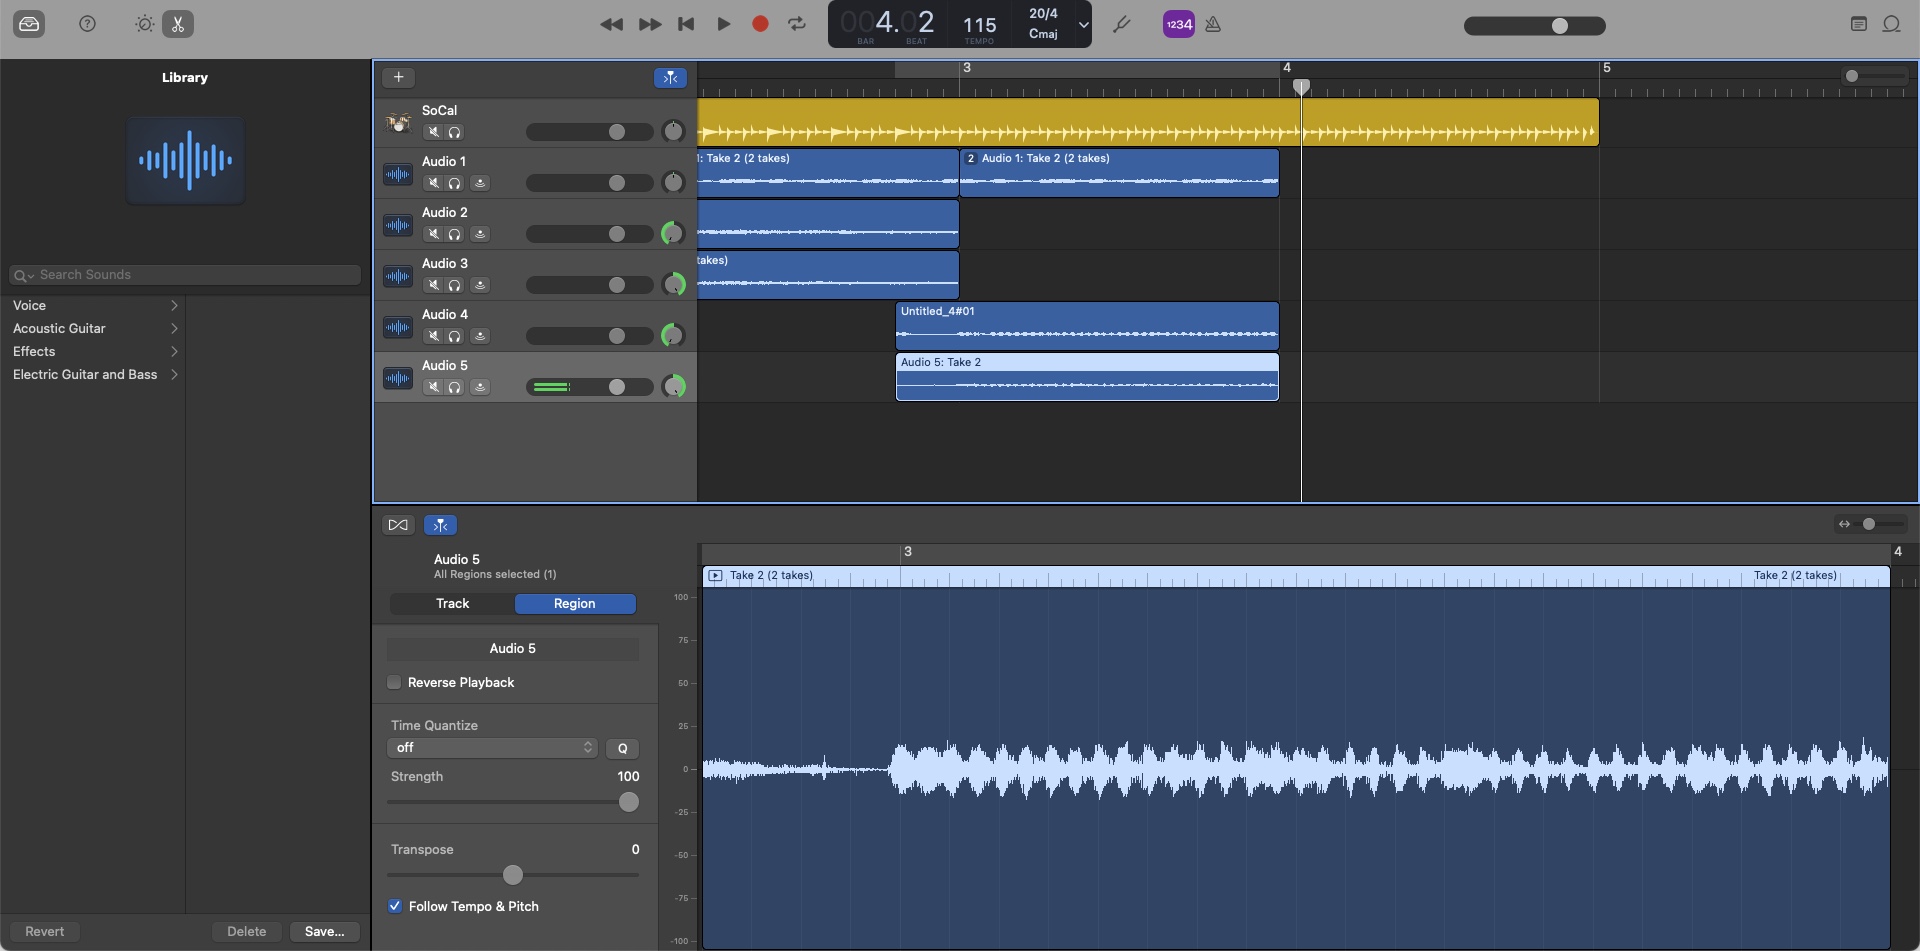 004.02
BAR
BEAT
115
TEMPO
20/4
Cmaj
1234
Library
Search Sounds
Voice
Acoustic Guitar
Effects
Electric Guitar and Bass
Revert
Delete
Save...
3
4
5
SoCal
Audio 1
: Take 2 (2 takes)
2 Audio 1: Take 2 (2 takes)
Audio 2
Audio 3
takes)
Audio 4
Untitled_4#01
Audio 5
Audio 5: Take 2
Audio 5
All Regions selected (1)
Track
Region
Audio 5
Reverse Playback
Time Quantize
off
Q
Strength
100
Transpose
0
Follow Tempo & Pitch
3
4
Take 2 (2 takes)
Take 2 (2 takes)
100
75
50
25
0
-25
-50
-75
-100